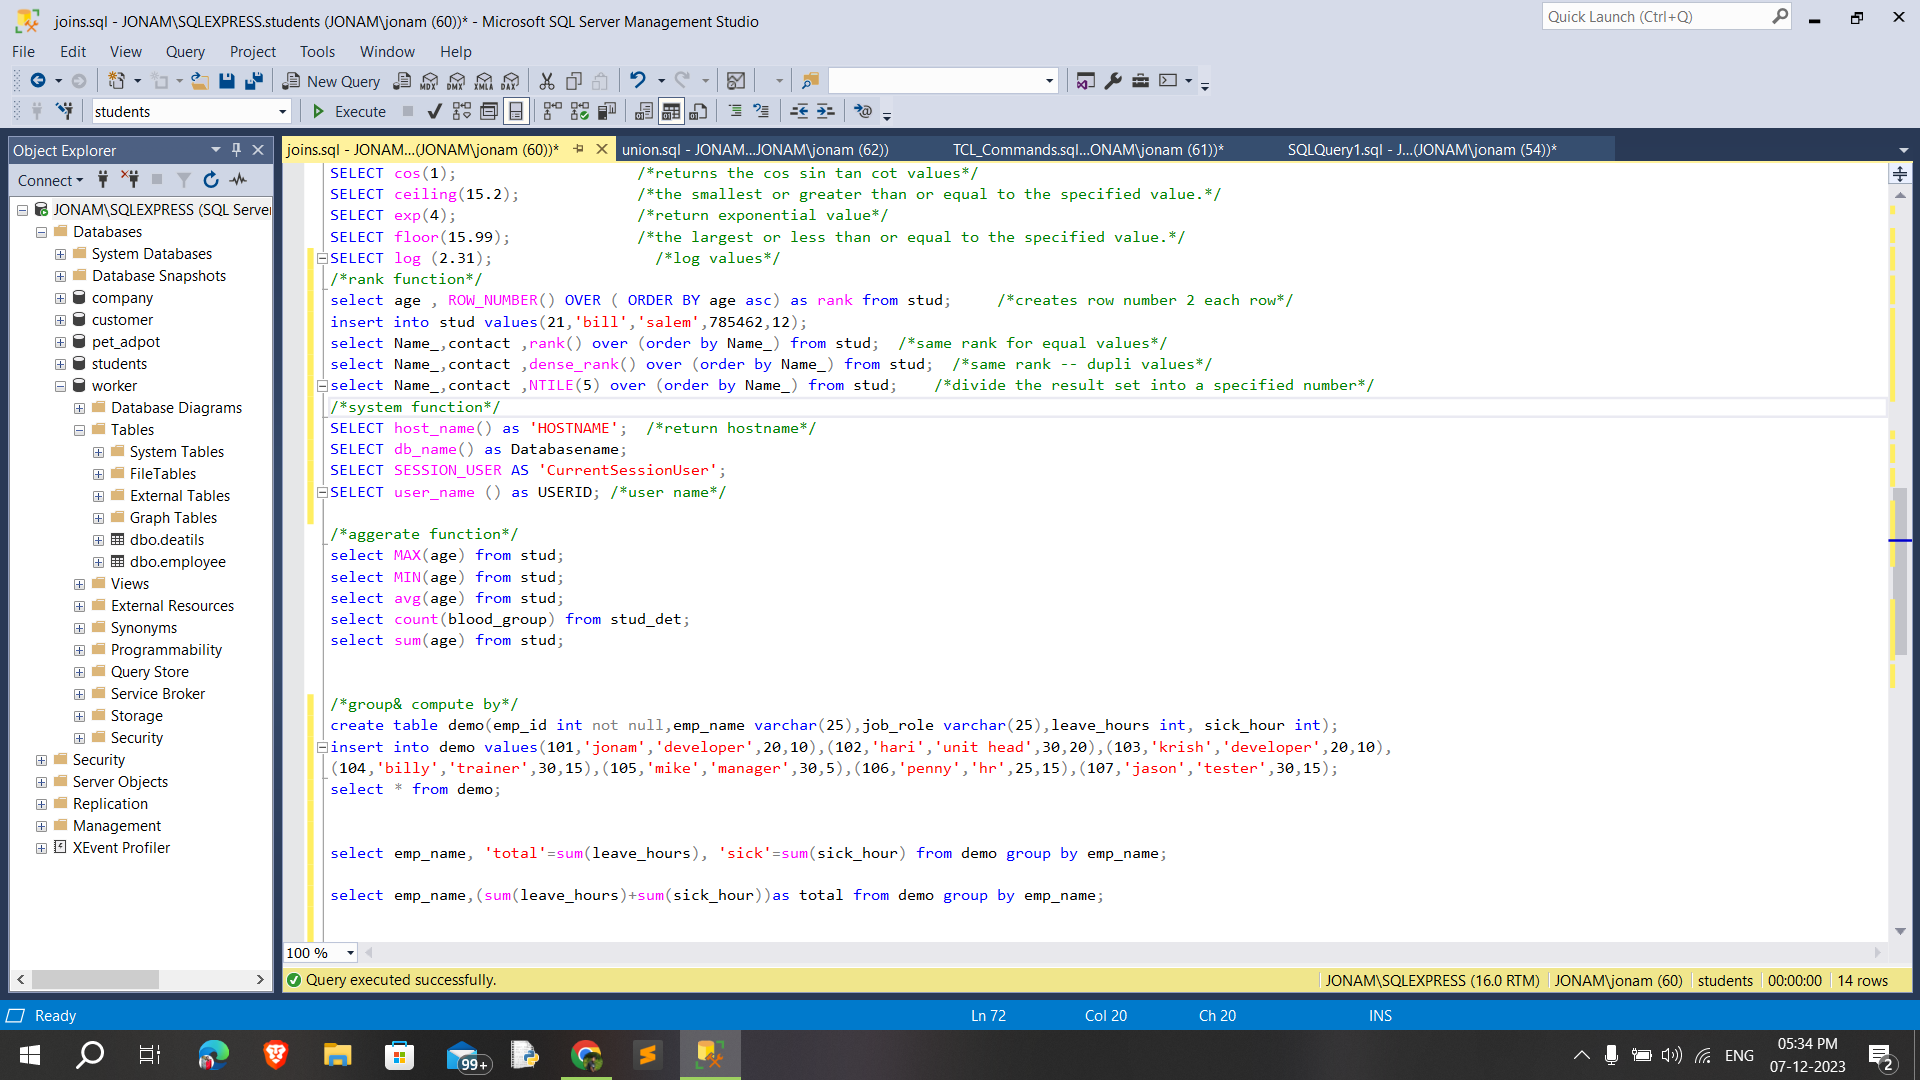 joins.sql - JONAM\SQLEXPRESS.students (JONAM\jonam (60))* - Microsoft SQL Server Management Studio
Quick Launch (Ctrl+Q)
File Edit View Query Project Tools Window Help
New Query MDX DMX XMLA DAX
students Execute
Object Explorer
joins.sql - JONAM...(JONAM\jonam (60))* union.sql - JONAM...JONAM\jonam (62)) TCL_Commands.sql...ONAM\jonam (61))* SQLQuery1.sql - J...(JONAM\jonam (54))*
Connect
JONAM\SQLEXPRESS (SQL Server
Databases
System Databases
Database Snapshots
company
customer
pet_adpot
students
worker
Database Diagrams
Tables
System Tables
FileTables
External Tables
Graph Tables
dbo.deatils
dbo.employee
Views
External Resources
Synonyms
Programmability
Query Store
Service Broker
Storage
Security
Security
Server Objects
Replication
Management
XEvent Profiler
SELECT cos(1); /*returns the cos sin tan cot values*/
SELECT ceiling(15.2); /*the smallest or greater than or equal to the specified value.*/
SELECT exp(4); /*return exponential value*/
SELECT floor(15.99); /*the largest or less than or equal to the specified value.*/
SELECT log (2.31); /*log values*/
/*rank function*/
select age , ROW_NUMBER() OVER ( ORDER BY age asc) as rank from stud; /*creates row number 2 each row*/
insert into stud values(21,'bill','salem',785462,12);
select Name_,contact ,rank() over (order by Name_) from stud; /*same rank for equal values*/
select Name_,contact ,dense_rank() over (order by Name_) from stud; /*same rank -- dupli values*/
select Name_,contact ,NTILE(5) over (order by Name_) from stud; /*divide the result set into a specified number*/
/*system function*/
SELECT host_name() as 'HOSTNAME'; /*return hostname*/
SELECT db_name() as Databasename;
SELECT SESSION_USER AS 'CurrentSessionUser';
SELECT user_name () as USERID; /*user name*/
/*aggerate function*/
select MAX(age) from stud;
select MIN(age) from stud;
select avg(age) from stud;
select count(blood_group) from stud_det;
select sum(age) from stud;
/*group& compute by*/
create table demo(emp_id int not null,emp_name varchar(25),job_role varchar(25),leave_hours int, sick_hour int);
insert into demo values(101,'jonam','developer',20,10),(102,'hari','unit head',30,20),(103,'krish','developer',20,10),
(104,'billy','trainer',30,15),(105,'mike','manager',30,5),(106,'penny','hr',25,15),(107,'jason','tester',30,15);
select * from demo;
select emp_name, 'total'=sum(leave_hours), 'sick'=sum(sick_hour) from demo group by emp_name;
select emp_name,(sum(leave_hours)+sum(sick_hour))as total from demo group by emp_name;
100 %
Query executed successfully. JONAM\SQLEXPRESS (16.0 RTM) JONAM\jonam (60) students 00:00:00 14 rows
Ready Ln 72 Col 20 Ch 20 INS
99+ ENG 05:34 PM
07-12-2023 2